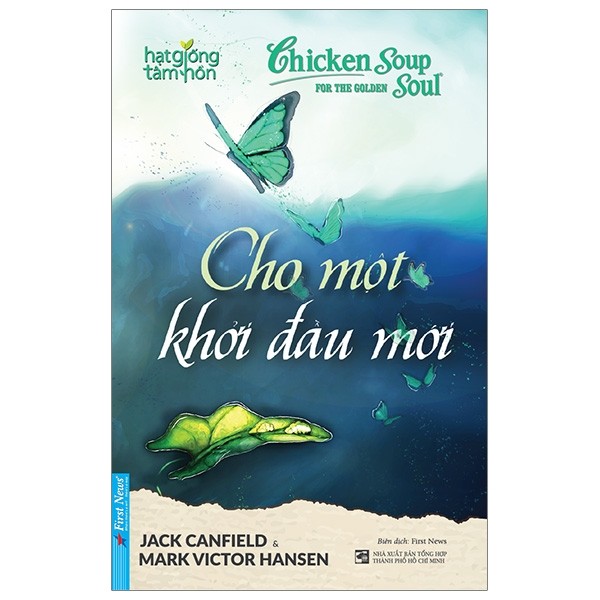 hạt giống
tâm hồn
Chicken Soup
FOR THE GOLDEN Soul
Cho một
khởi đầu mới
First News
JACK CANFIELD &
MARK VICTOR HANSEN
Biên dịch: First News
NHÀ XUẤT BẢN TỔNG HỢP
THÀNH PHỐ HỒ CHÍ MINH